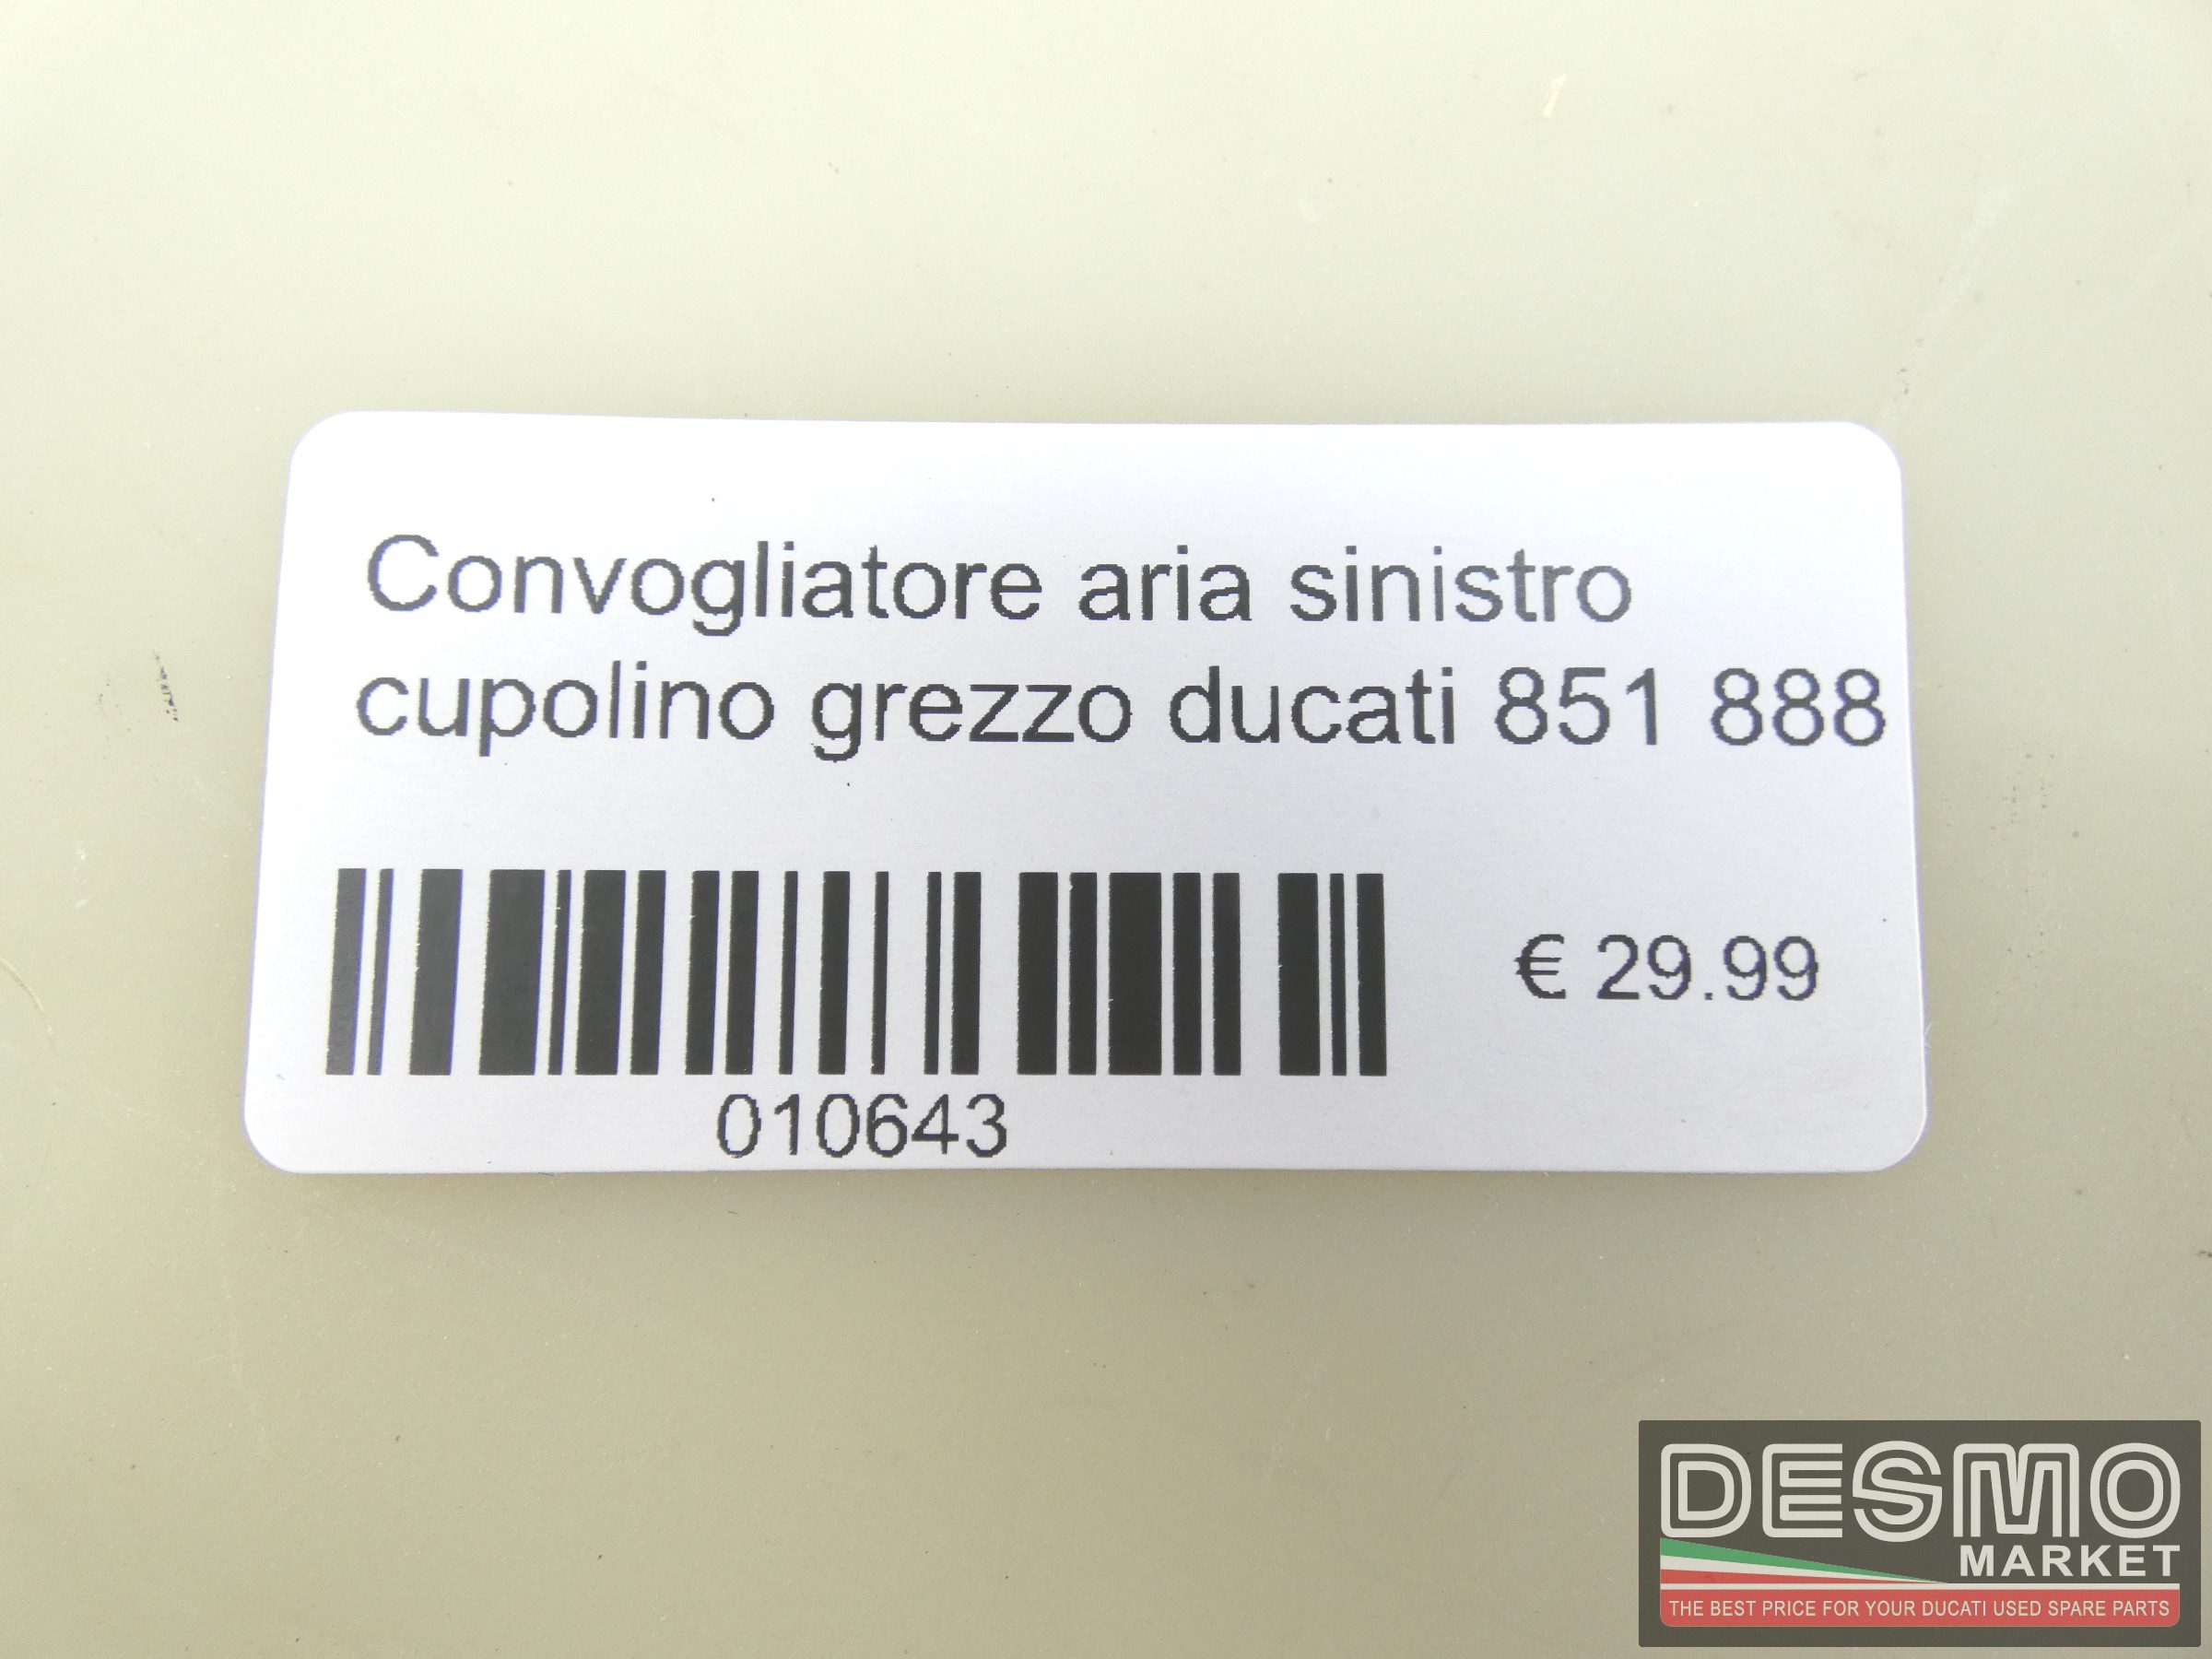 Convogliatore aria sinistro
cupolino grezzo ducati 851 888
€ 29.99
010643
DESMO
MARKET
THE BEST PRICE FOR YOUR DUCATI USED SPARE PARTS